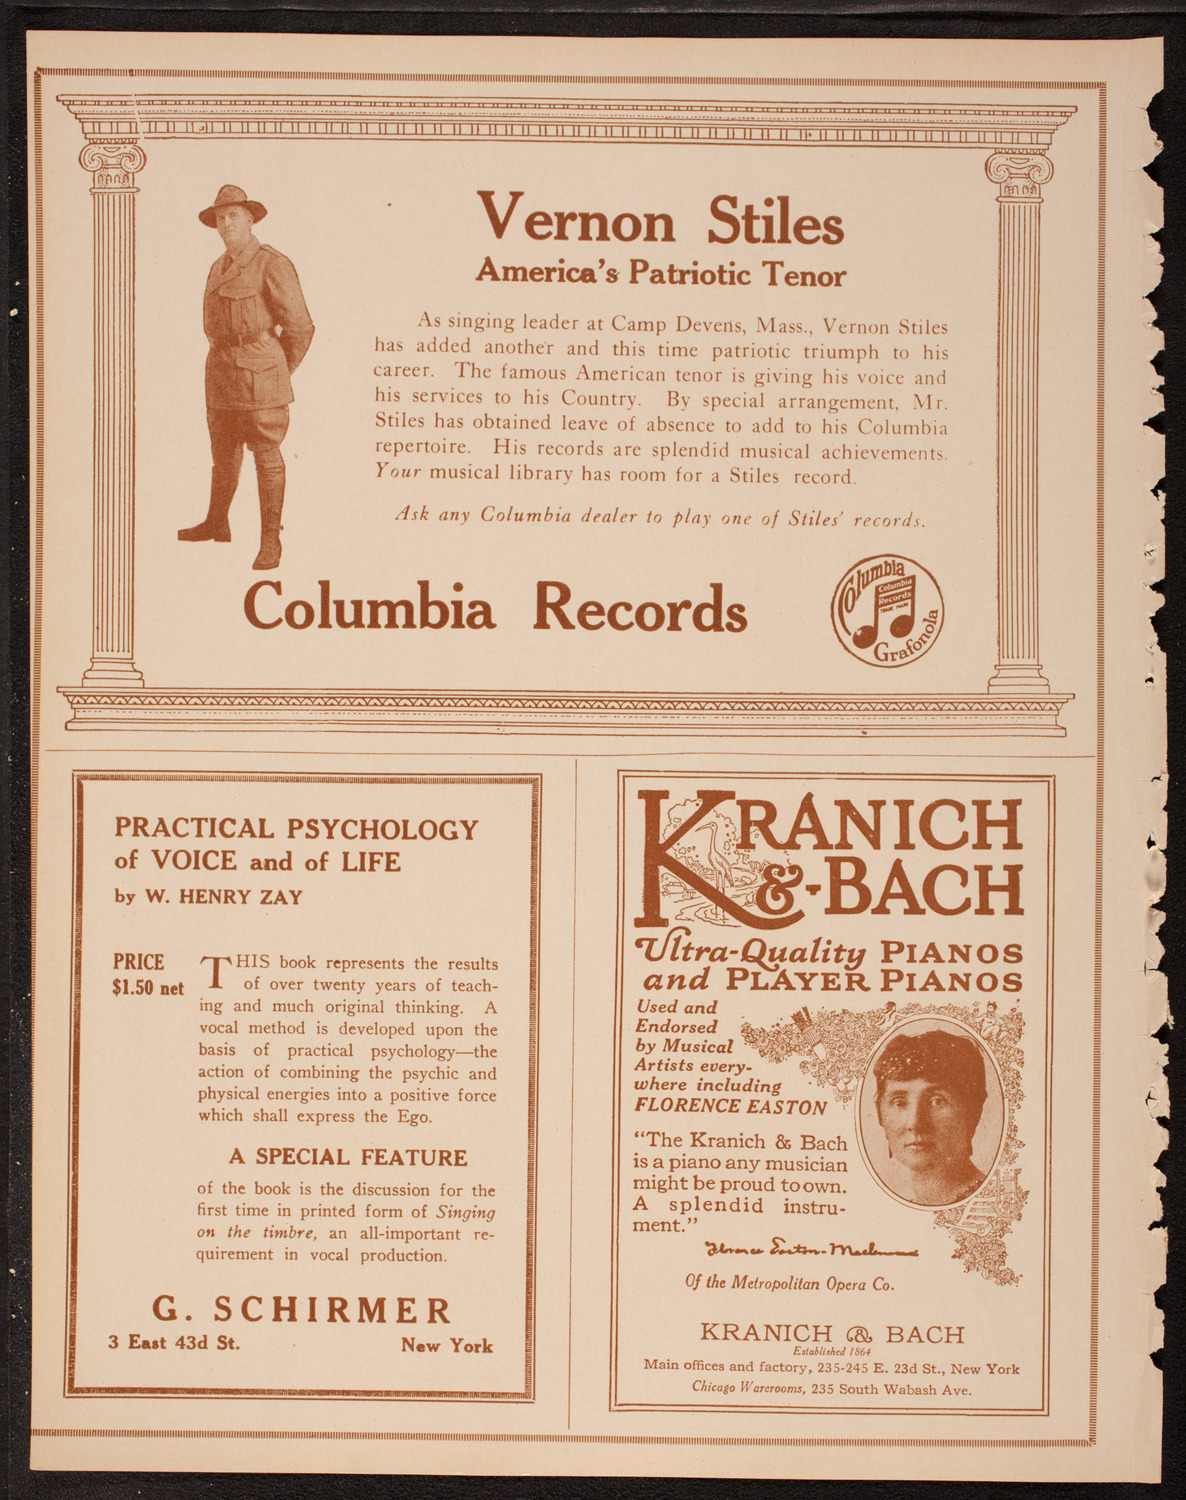 Vernon Stiles
America's Patriotic Tenor
As singing leader at Camp Devens, Mass., Vernon Stiles
has added another and this time patriotic triumph to his
career. The famous American tenor is giving his voice and
his services to his Country. By special arrangement, Mr.
Stiles has obtained leave of absence to add to his Columbia
repertoire. His records are splendid musical achievements.
Your musical library has room for a Stiles record.
Ask any Columbia dealer to play one of Stiles' records.
Columbia Records
Columbia
Columbia
Records
TRADE MARK
Grafonola
PRACTICAL PSYCHOLOGY
of VOICE and of LIFE
by W. HENRY ZAY
PRICE
$1.50 net
THIS book represents the results
of over twenty years of teach-
ing and much original thinking. A
vocal method is developed upon the
basis of practical psychology—the
action of combining the psychic and
physical energies into a positive force
which shall express the Ego.
A SPECIAL FEATURE
of the book is the discussion for the
first time in printed form of Singing
on the timbre, an all-important re-
quirement in vocal production.
G. SCHIRMER
3 East 43d St. New York
KRANICH
&-BACH
Ultra-Quality PIANOS
and PLAYER PIANOS
Used and
Endorsed
by Musical
Artists every-
where including
FLORENCE EASTON
"The Kranich & Bach
is a piano any musician
might be proud to own.
A splendid instru-
ment."
Florence Easton-Maclennan
Of the Metropolitan Opera Co.
KRANICH & BACH
Established 1864
Main offices and factory, 235-245 E. 23d St., New York
Chicago Warerooms, 235 South Wabash Ave.